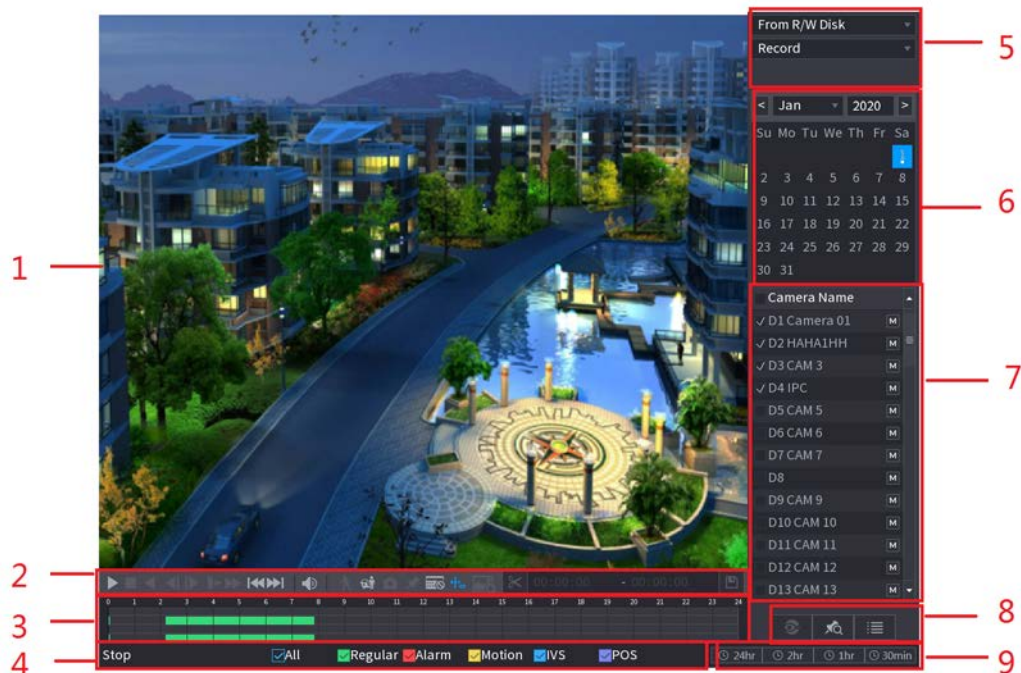 From R/W Disk
Record
5
< Jan 2020 >
Su Mo Tu We Th Fr Sa
1
2 3 4 5 6 7 8
9 10 11 12 13 14 15
16 17 18 19 20 21 22
23 24 25 26 27 28 29
30 31
6
1
Camera Name
D1 Camera 01 M
D2 HAHA1HH M
D3 CAM 3 M
D4 IPC M
D5 CAM 5 M
D6 CAM 6 M
D7 CAM 7 M
D8 M
D9 CAM 9 M
D10 CAM 10 M
D11 CAM 11 M
D12 CAM 12 M
D13 CAM 13 M
7
2
00:00:00 - 00:00:00
3
0 1 2 3 4 5 6 7 8 9 10 11 12 13 14 15 16 17 18 19 20 21 22 23 24
8
4
Stop All Regular Alarm Motion IVS POS
24hr 2hr 1hr 30min
9